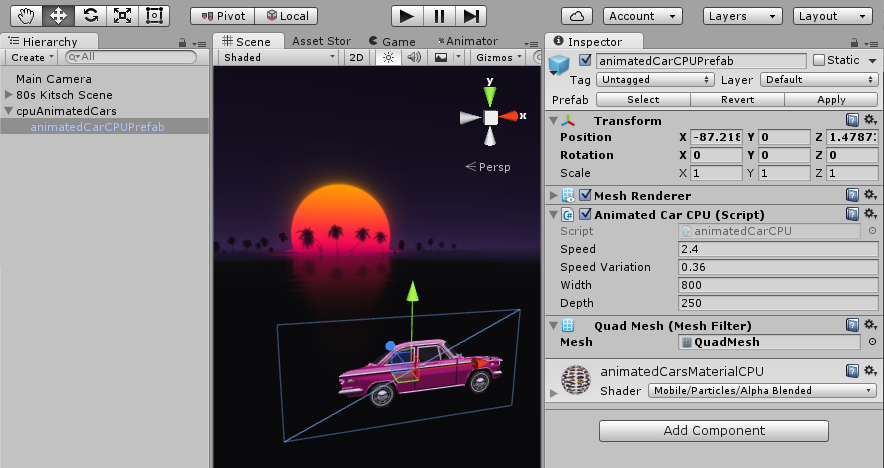 Pivot Local Account Layers Layout
Hierarchy
Create All
Main Camera
80s Kitsch Scene
cpuAnimatedCars
animatedCarCPUPrefab
Scene Asset Stor Game Animator
Shaded 2D Gizmos
y
x
Persp
Inspector
animatedCarCPUPrefab Static
Tag Untagged Layer Default
Prefab Select Revert Apply
Transform
Position X -87.218 Y 0 Z 1.4787
Rotation X 0 Y 0 Z 0
Scale X 1 Y 1 Z 1
Mesh Renderer
C# Animated Car CPU (Script)
Script animatedCarCPU
Speed 2.4
Speed Variation 0.36
Width 800
Depth 250
Quad Mesh (Mesh Filter)
Mesh QuadMesh
animatedCarsMaterialCPU
Shader Mobile/Particles/Alpha Blended
Add Component